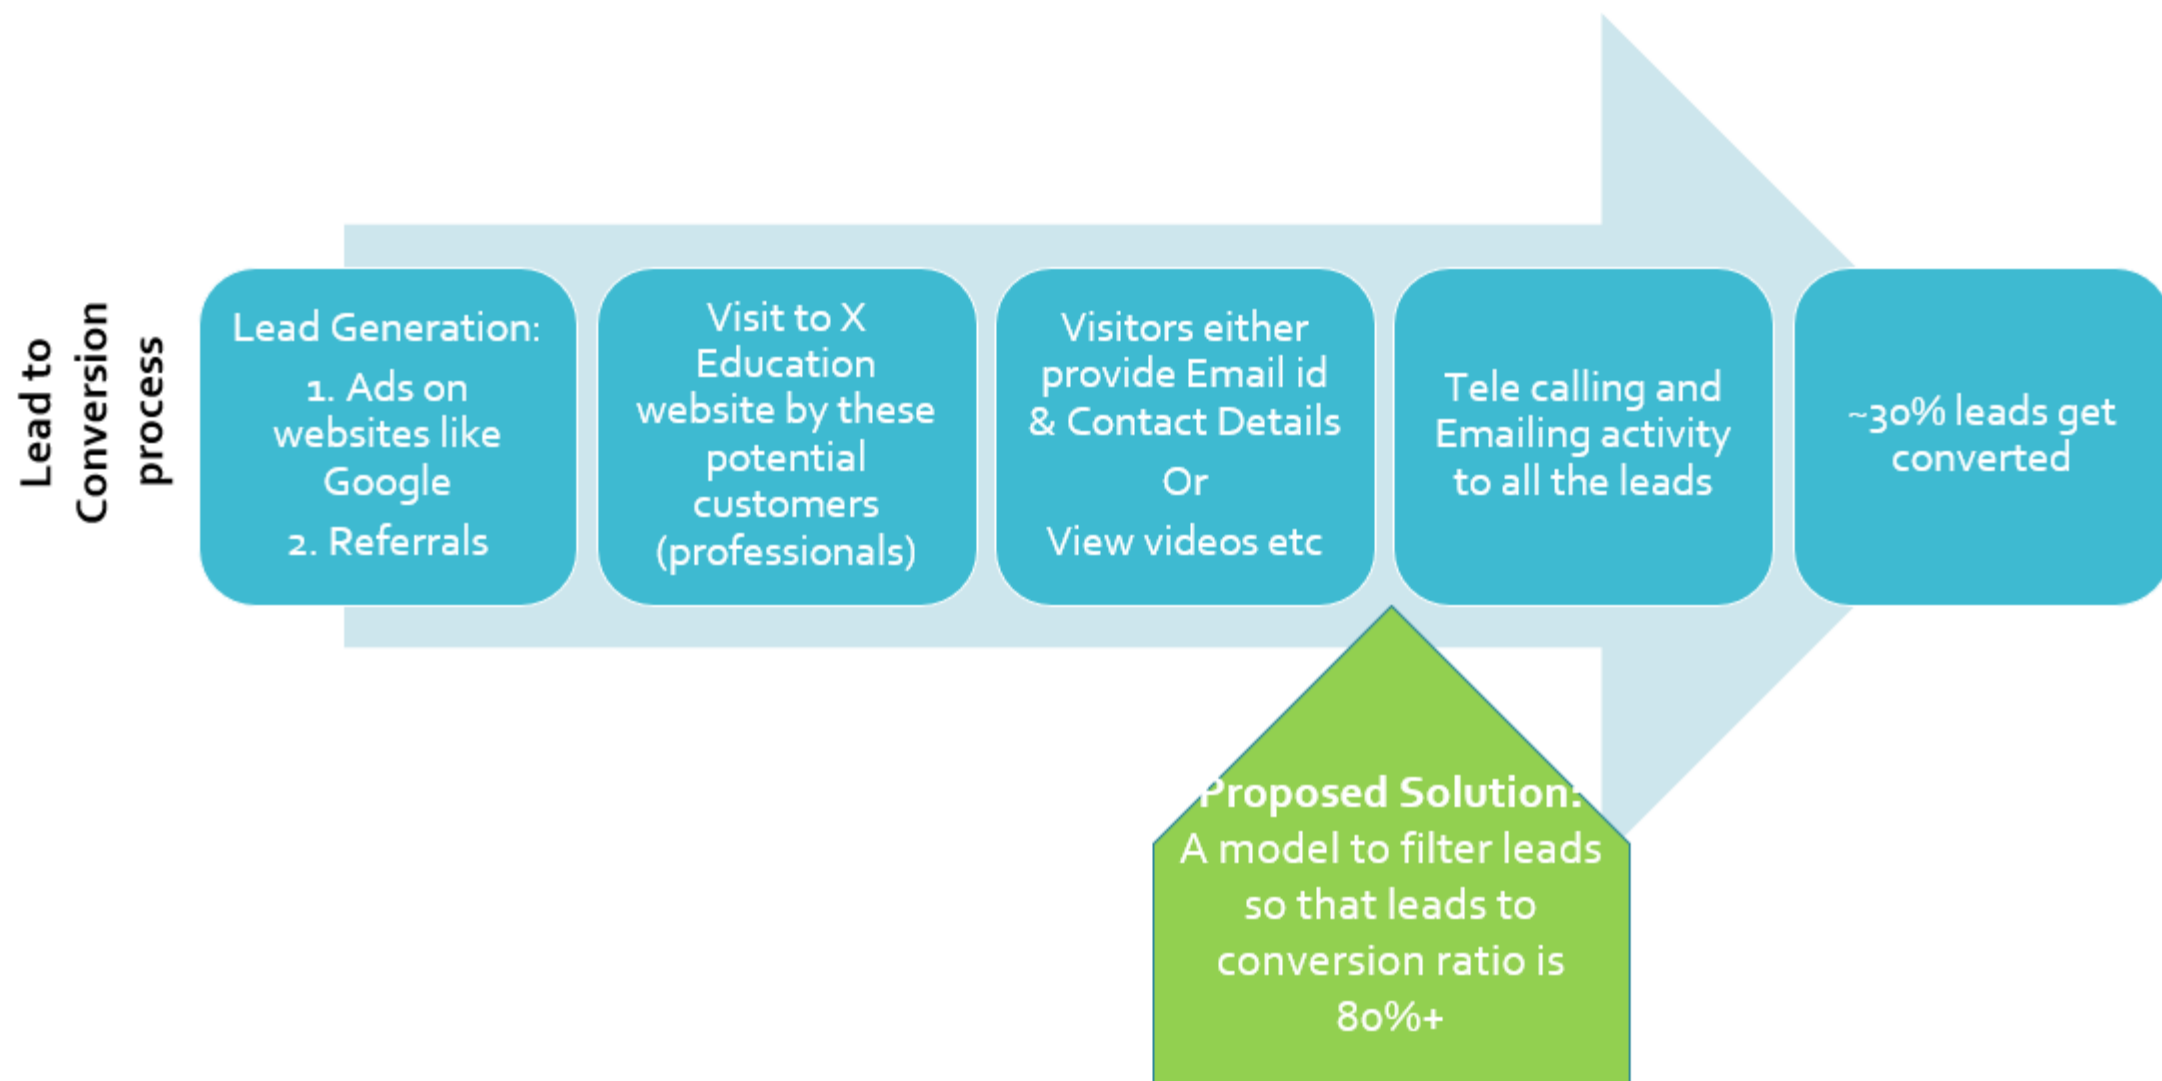 Lead to
Conversion
process
Lead Generation:
1. Ads on
websites like
Google
2. Referrals
Visit to X
Education
website by these
potential
customers
(professionals)
Visitors either
provide Email id
& Contact Details
Or
View videos etc
Tele calling and
Emailing activity
to all the leads
~30% leads get
converted
Proposed Solution:
A model to filter leads
so that leads to
conversion ratio is
80%+